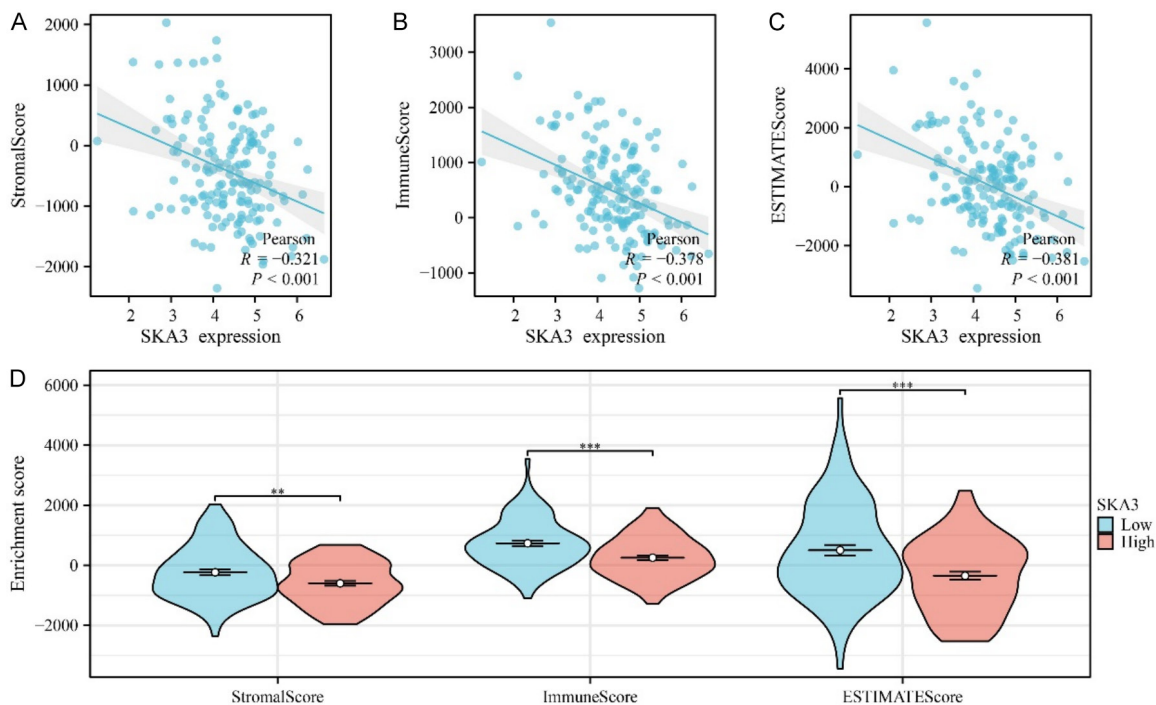 A
2000
1000
0
−1000
−2000
StromalScore
Pearson
R = −0.321
P < 0.001
2 3 4 5 6
SKA3 expression
B
3000
2000
1000
0
−1000
ImmuneScore
Pearson
R = −0.378
P < 0.001
2 3 4 5 6
SKA3 expression
C
4000
2000
0
−2000
ESTIMATEScore
Pearson
R = −0.381
P < 0.001
2 3 4 5 6
SKA3 expression
D
6000
4000
2000
0
−2000
Enrichment score
**
***
***
StromalScore ImmuneScore ESTIMATEScore
SKA3
Low
High